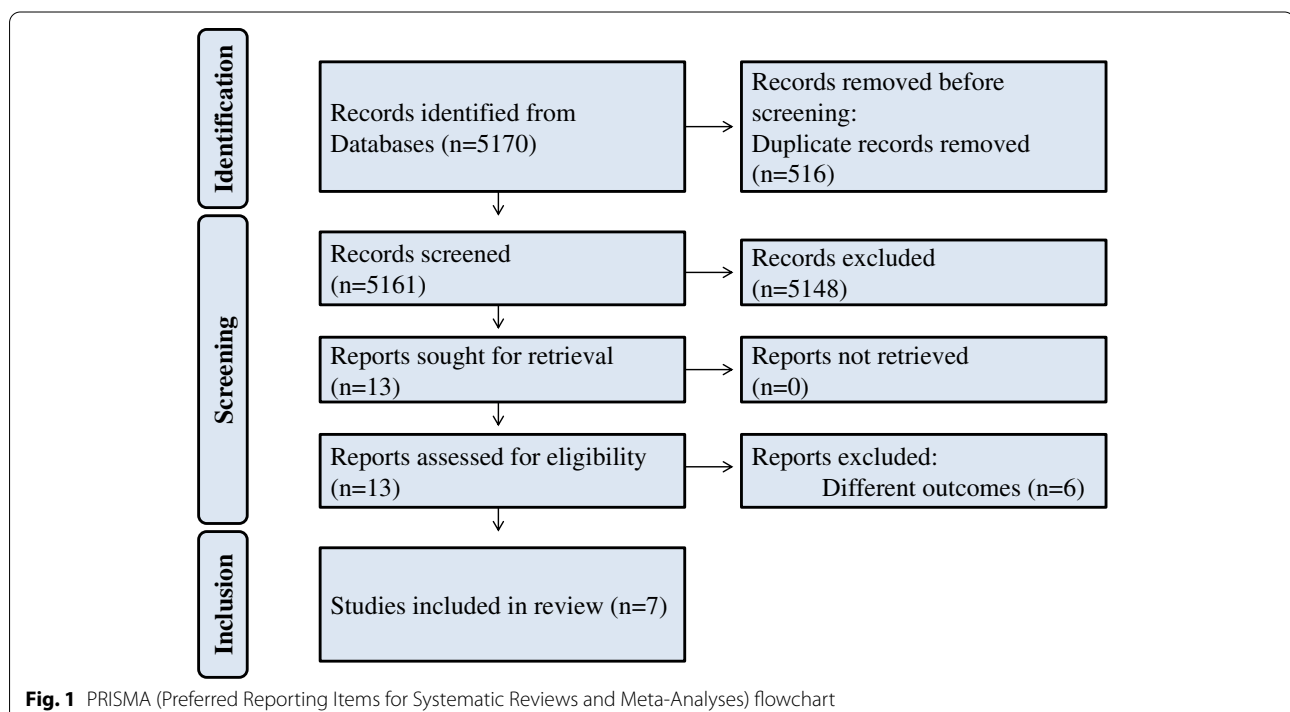 Identification
Records identified from
Databases (n=5170)
Records removed before
screening:
Duplicate records removed
(n=516)
Screening
Records screened
(n=5161)
Records excluded
(n=5148)
Reports sought for retrieval
(n=13)
Reports not retrieved
(n=0)
Reports assessed for eligibility
(n=13)
Reports excluded:
Different outcomes (n=6)
Inclusion
Studies included in review (n=7)
Fig. 1 PRISMA (Preferred Reporting Items for Systematic Reviews and Meta-Analyses) flowchart